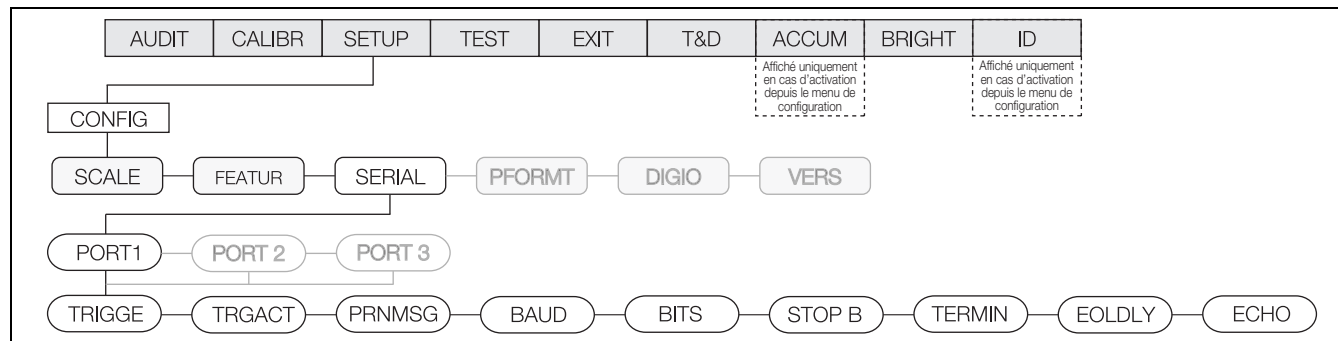 AUDIT CALIBR SETUP TEST EXIT T&D ACCUM BRIGHT ID
Affiché uniquement
en cas d'activation
depuis le menu de
configuration
Affiché uniquement
en cas d'activation
depuis le menu de
configuration
CONFIG
SCALE FEATUR SERIAL PFORMT DIGIO VERS
PORT1 PORT 2 PORT 3
TRIGGE TRGACT PRNMSG BAUD BITS STOP B TERMIN EOLDLY ECHO